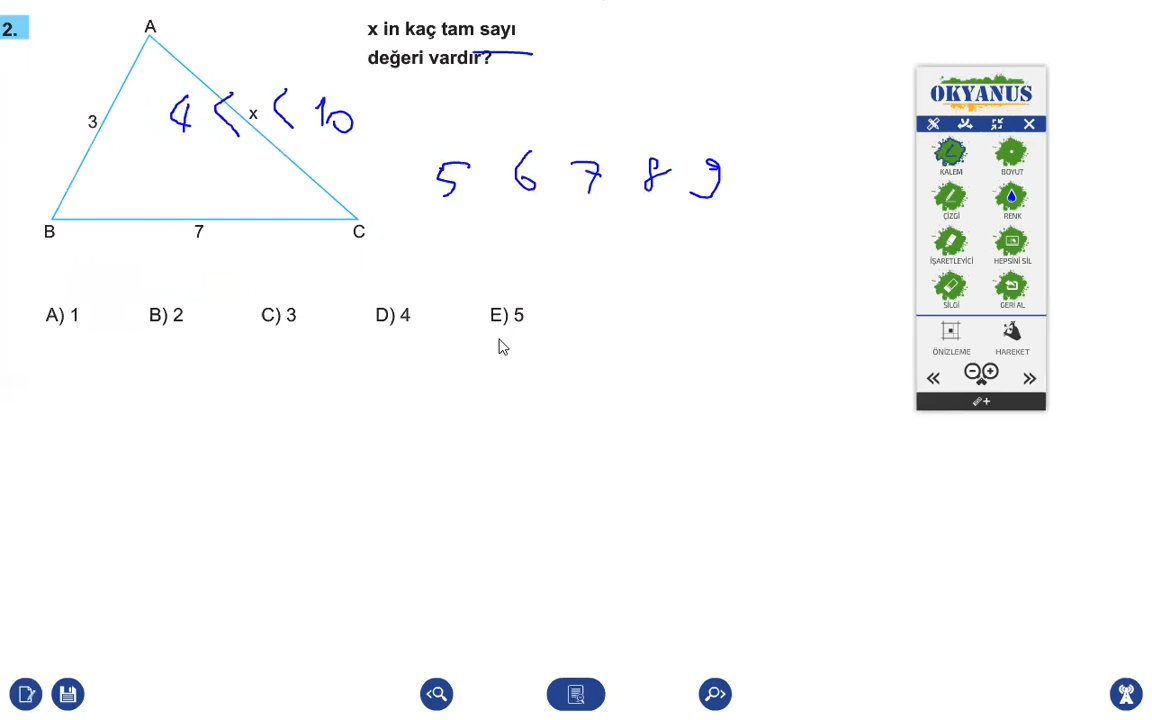 2.
x in kaç tam sayı
değeri vardır?
A
3
4 < x < 10
B
7
C
5 6 7 8 9
A) 1 B) 2 C) 3 D) 4 E) 5
OKYANUS
KALEM BOYUT
ÇİZGİ RENK
İŞARETLEYİCİ HEPSİNİ SİL
SİLGİ GERİ AL
ÖNİZLEME HAREKET